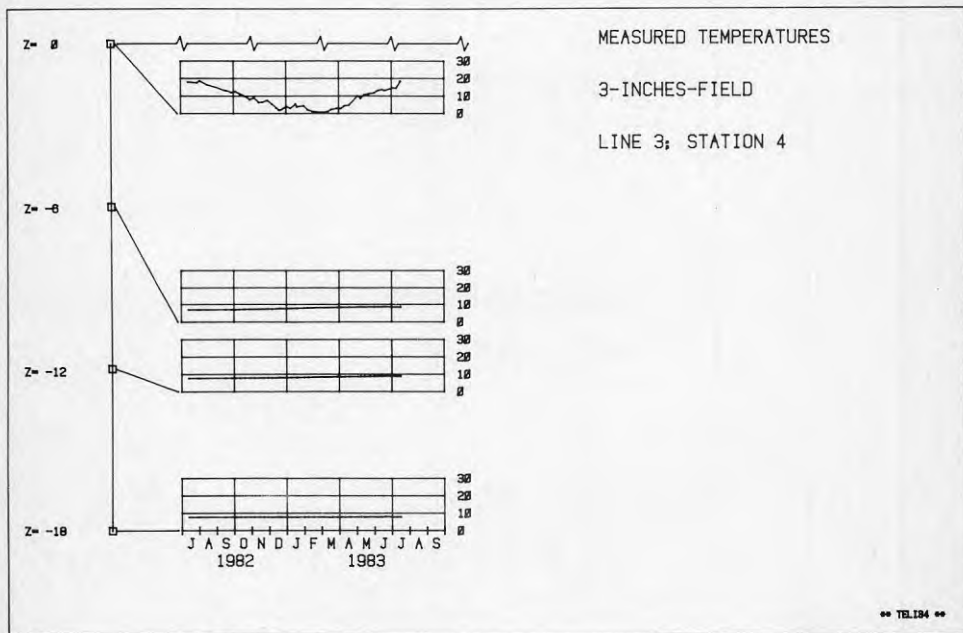 MEASURED TEMPERATURES
3-INCHES-FIELD
LINE 3; STATION 4
Z= 0
30
20
10
0
Z= -6
30
20
10
0
30
20
10
0
Z= -12
30
20
10
0
Z= -18
J A S O N D J F M A M J J A S
1982 1983
** TELI84 **